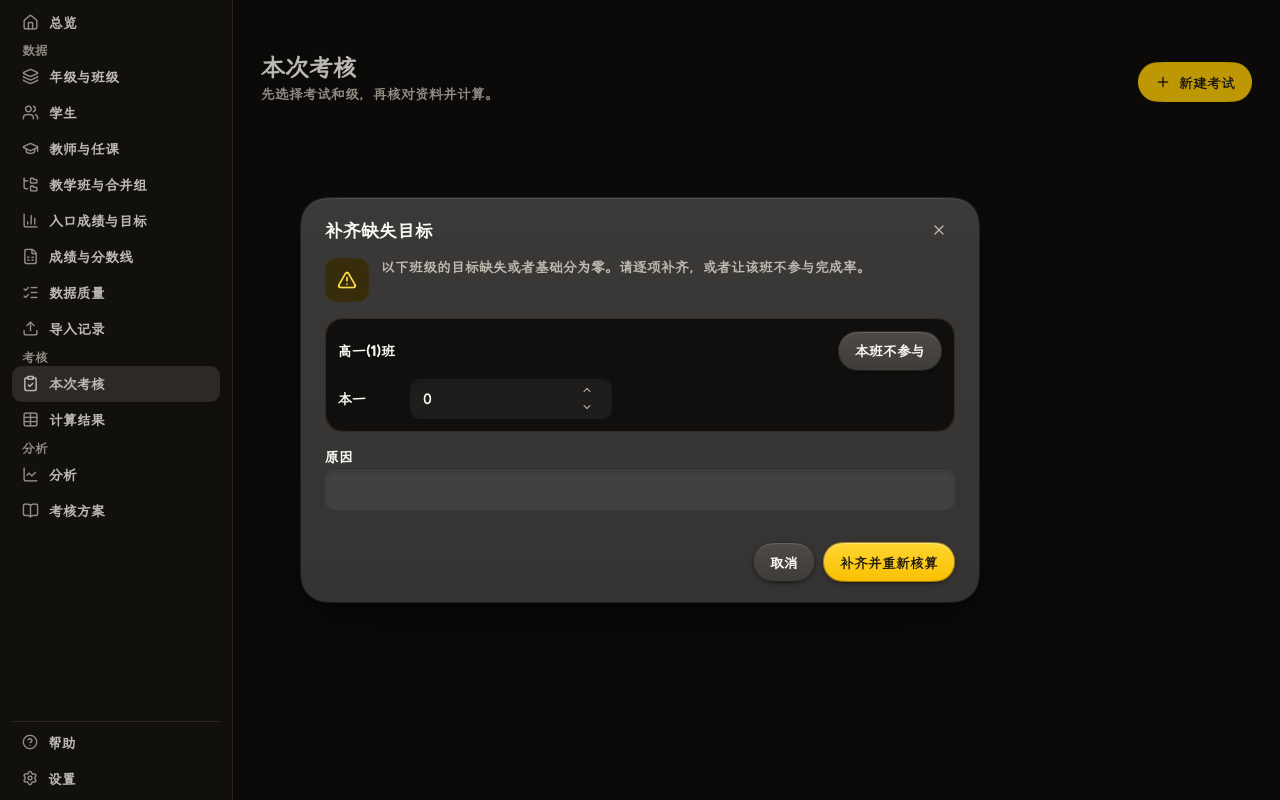 总览
数据
年级与班级
学生
教师与任课
教学班与合并组
入口成绩与目标
成绩与分数线
数据质量
导入记录
考核
本次考核
计算结果
分析
分析
考核方案
帮助
设置
本次考核
先选择考试和级，再核对资料并计算。
新建考试
补齐缺失目标
以下班级的目标缺失或者基础分为零。请逐项补齐，或者让该班不参与完成率。
高一(1)班
本班不参与
本一
0
原因
取消
补齐并重新核算